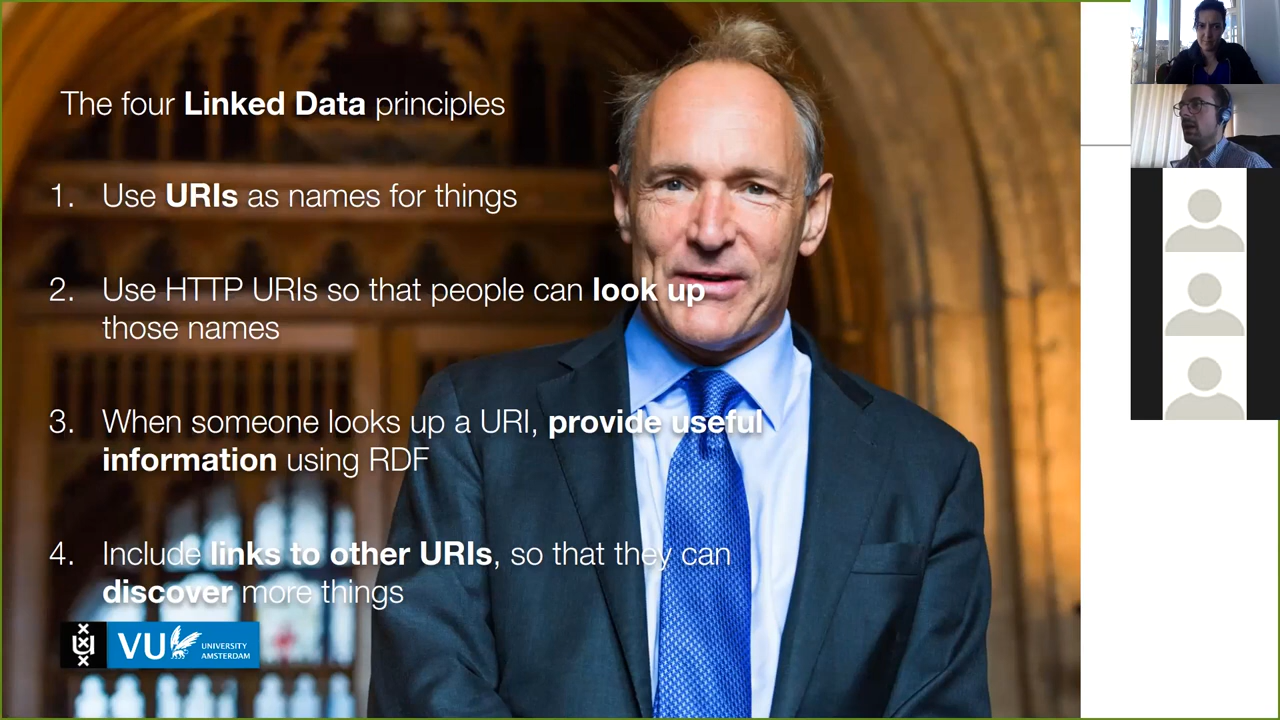 The four Linked Data principles
1. Use URIs as names for things
2. Use HTTP URIs so that people can look up
those names
3. When someone looks up a URI, provide useful
information using RDF
4. Include links to other URIs, so that they can
discover more things
VU UNIVERSITY
AMSTERDAM